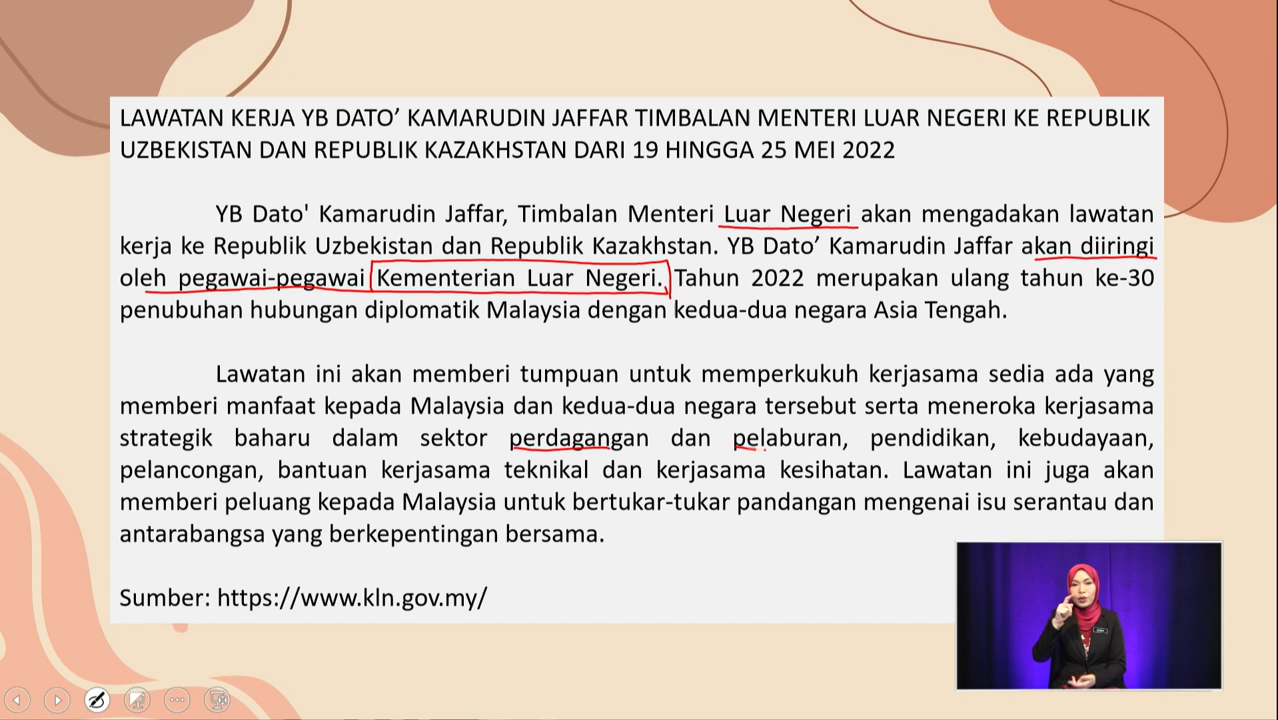 LAWATAN KERJA YB DATO’ KAMARUDIN JAFFAR TIMBALAN MENTERI LUAR NEGERI KE REPUBLIK
UZBEKISTAN DAN REPUBLIK KAZAKHSTAN DARI 19 HINGGA 25 MEI 2022
YB Dato' Kamarudin Jaffar, Timbalan Menteri Luar Negeri akan mengadakan lawatan
kerja ke Republik Uzbekistan dan Republik Kazakhstan. YB Dato’ Kamarudin Jaffar akan diiringi
oleh pegawai-pegawai Kementerian Luar Negeri. Tahun 2022 merupakan ulang tahun ke-30
penubuhan hubungan diplomatik Malaysia dengan kedua-dua negara Asia Tengah.
Lawatan ini akan memberi tumpuan untuk memperkukuh kerjasama sedia ada yang
memberi manfaat kepada Malaysia dan kedua-dua negara tersebut serta meneroka kerjasama
strategik baharu dalam sektor perdagangan dan pelaburan, pendidikan, kebudayaan,
pelancongan, bantuan kerjasama teknikal dan kerjasama kesihatan. Lawatan ini juga akan
memberi peluang kepada Malaysia untuk bertukar-tukar pandangan mengenai isu serantau dan
antarabangsa yang berkepentingan bersama.
Sumber: https://www.kln.gov.my/